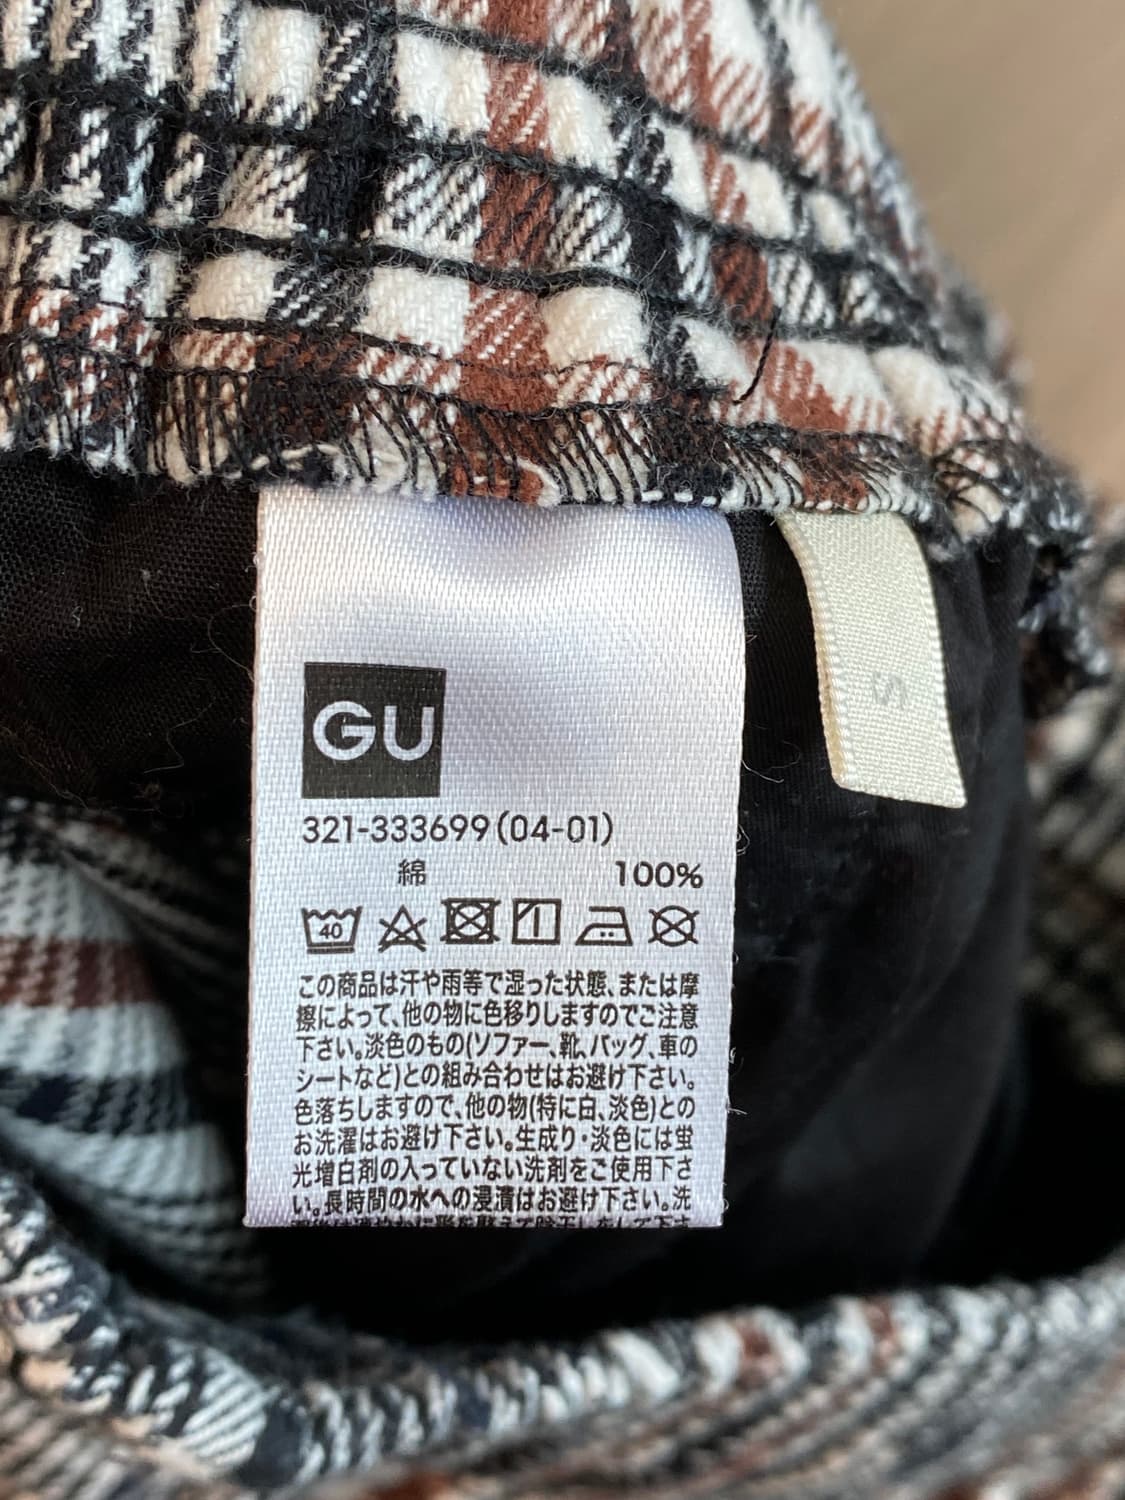 GU
321-333699(04-01)
綿 100%
40
この商品は汗や雨等で湿った状態、または摩
擦によって、他の物に色移りしますのでご注意
下さい。淡色のもの(ソファー、靴、バッグ、車の
シートなど)との組み合わせはお避け下さい。
色落ちしますので、他の物(特に白、淡色)との
お洗濯はお避け下さい。生成り・淡色には蛍
光増白剤の入っていない洗剤をご使用下さ
い。長時間の水への浸漬はお避け下さい。洗
S